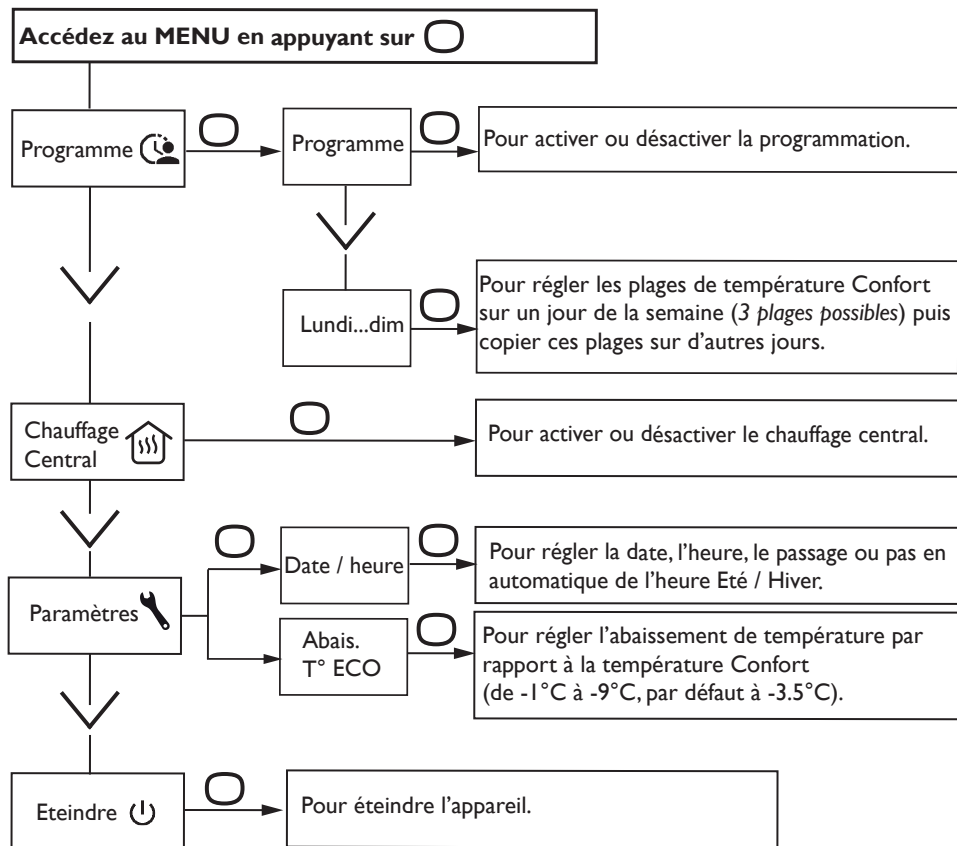 Accédez au MENU en appuyant sur
Programme
Programme
Pour activer ou désactiver la programmation.
Lundi...dim
Pour régler les plages de température Confort
sur un jour de la semaine (3 plages possibles) puis
copier ces plages sur d'autres jours.
Chauffage
Central
Pour activer ou désactiver le chauffage central.
Paramètres
Date / heure
Pour régler la date, l’heure, le passage ou pas en
automatique de l’heure Eté / Hiver.
Abais.
T° ECO
Pour régler l’abaissement de température par
rapport à la température Confort
(de -1°C à -9°C, par défaut à -3.5°C).
Eteindre
Pour éteindre l’appareil.